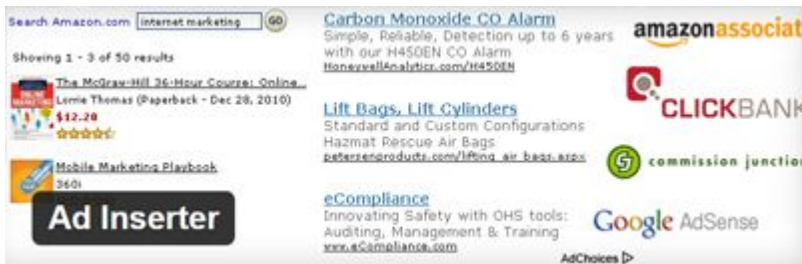 Search Amazon.com internet marketing GO
Showing 1 - 3 of 50 results
The McGraw-Hill 36-Hour Course: Online...
Lorrie Thomas (Paperback - Dec 28, 2010)
$12.20
Mobile Marketing Playbook
360i
Ad Inserter
Carbon Monoxide CO Alarm
Simple, Reliable, Detection up to 6 years
with our H450EN CO Alarm
HoneywellAnalytics.com/H450EN
Lift Bags, Lift Cylinders
Standard and Custom Configurations
Hazmat Rescue Air Bags
petersenproducts.com/lifting_air_bags.aspx
eCompliance
Innovating Safety with OHS tools:
Auditing, Management & Training
www.eCompliance.com
AdChoices
amazonassociat
CLICKBANK
commission junction
Google AdSense